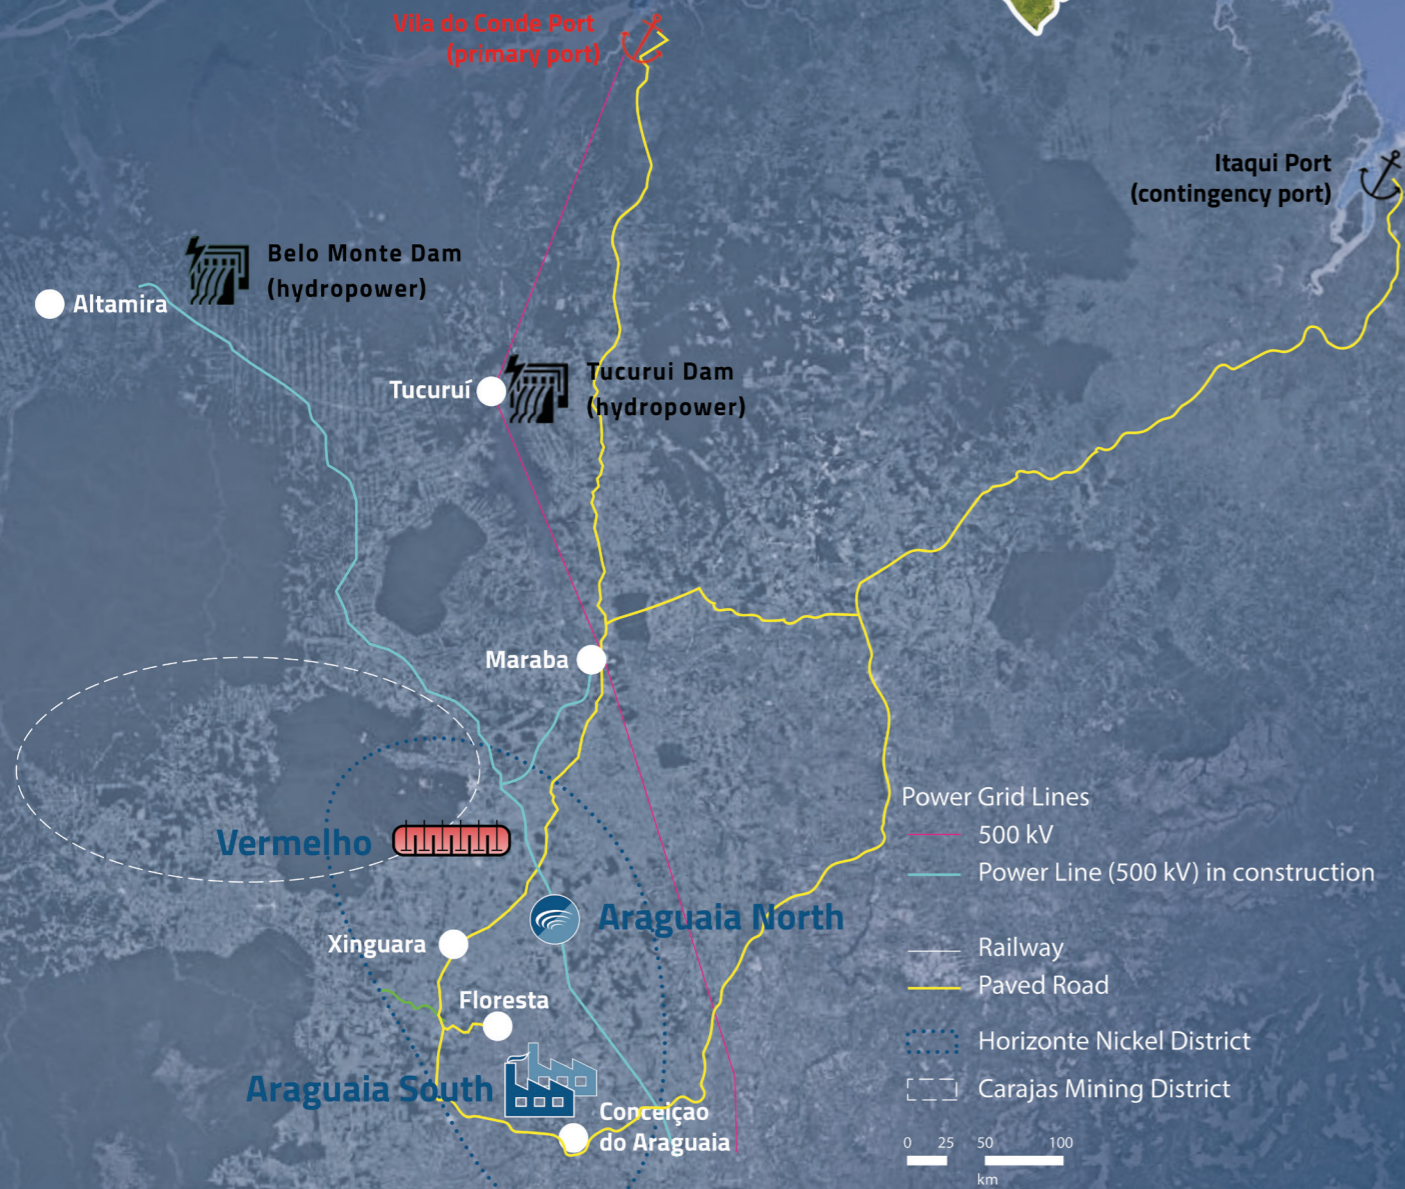 Vila do Conde Port
(primary port)
Itaqui Port
(contingency port)
Belo Monte Dam
(hydropower)
Altamira
Tucuruí
Tucurui Dam
(hydropower)
Maraba
Vermelho
Araguaia North
Xinguara
Floresta
Araguaia South
Conceiçao
do Araguaia
Power Grid Lines
500 kV
Power Line (500 kV) in construction
Railway
Paved Road
Horizonte Nickel District
Carajas Mining District
0 25 50 100
km